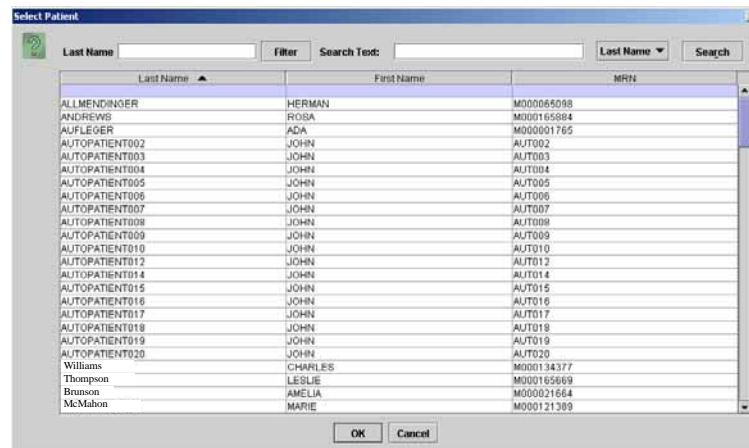 Select Patient
Last Name Filter Search Text: Last Name Search
Last Name First Name MRN
ALLMENDINGER HERMAN M000065098
ANDREWS ROSA M000165884
AUFLEGER ADA M000001765
AUTOPATIENT002 JOHN AUT002
AUTOPATIENT003 JOHN AUT003
AUTOPATIENT004 JOHN AUT004
AUTOPATIENT005 JOHN AUT005
AUTOPATIENT006 JOHN AUT006
AUTOPATIENT007 JOHN AUT007
AUTOPATIENT008 JOHN AUT008
AUTOPATIENT009 JOHN AUT009
AUTOPATIENT010 JOHN AUT010
AUTOPATIENT012 JOHN AUT012
AUTOPATIENT014 JOHN AUT014
AUTOPATIENT015 JOHN AUT015
AUTOPATIENT016 JOHN AUT016
AUTOPATIENT017 JOHN AUT017
AUTOPATIENT018 JOHN AUT018
AUTOPATIENT019 JOHN AUT019
AUTOPATIENT020 JOHN AUT020
Williams CHARLES M000134377
Thompson LESLIE M000165669
Brunson AMELIA M000021664
McMahon MARIE M000121389
OK Cancel